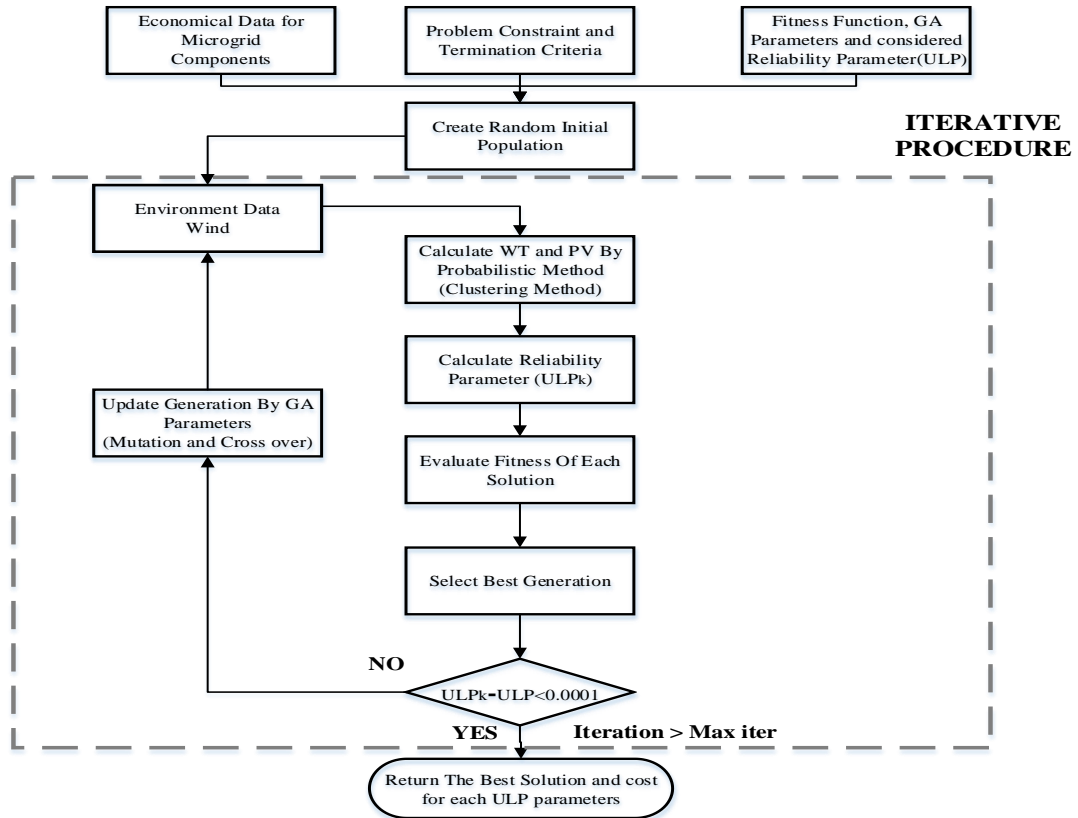 Economical Data for
Microgrid
Components
Problem Constraint and
Termination Criteria
Fitness Function, GA
Parameters and considered
Reliability Parameter(ULP)
Create Random Initial
Population
ITERATIVE
PROCEDURE
Environment Data
Wind
Calculate WT and PV By
Probabilistic Method
(Clustering Method)
Calculate Reliability
Parameter (ULPk)
Update Generation By GA
Parameters
(Mutation and Cross over)
Evaluate Fitness Of Each
Solution
Select Best Generation
NO
ULPk-ULP<0.0001
YES
Iteration > Max iter
Return The Best Solution and cost
for each ULP parameters